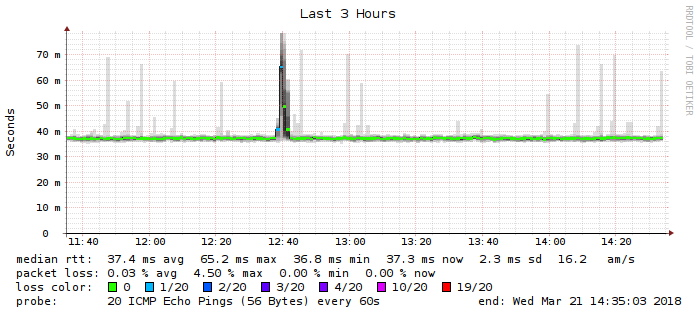 Last 3 Hours
RRDTOOL / TOBI OETIKER
Seconds
70 m
60 m
50 m
40 m
30 m
20 m
10 m
0
11:40 12:00 12:20 12:40 13:00 13:20 13:40 14:00 14:20
median rtt: 37.4 ms avg 65.2 ms max 36.8 ms min 37.3 ms now 2.3 ms sd 16.2 am/s
packet loss: 0.03 % avg 4.50 % max 0.00 % min 0.00 % now
loss color: 0 1/20 2/20 3/20 4/20 10/20 19/20
probe: 20 ICMP Echo Pings (56 Bytes) every 60s end: Wed Mar 21 14:35:03 2018